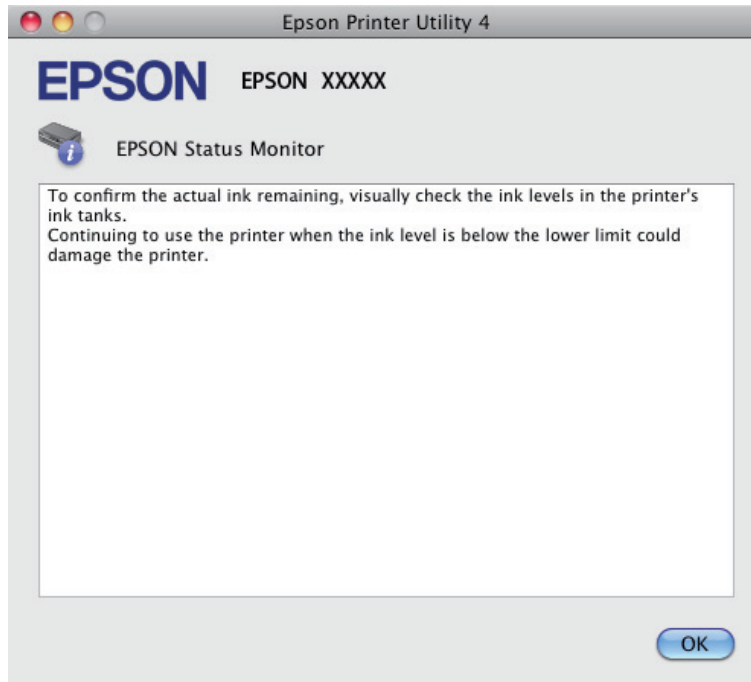 Epson Printer Utility 4
EPSON EPSON XXXXX
EPSON Status Monitor
To confirm the actual ink remaining, visually check the ink levels in the printer's
ink tanks.
Continuing to use the printer when the ink level is below the lower limit could
damage the printer.
OK